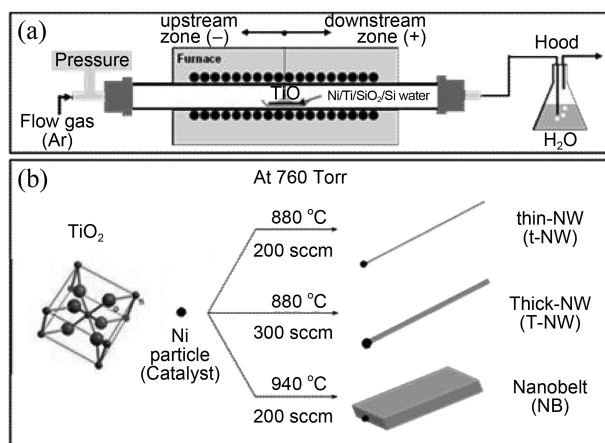 (a)
upstream
zone (–)
downstream
zone (+)
Furnace
Pressure
TiO
Ni/Ti/SiO₂/Si water
Flow gas
(Ar)
Hood
H₂O
(b)
At 760 Torr
TiO₂
Ni
particle
(Catalyst)
880 °C
200 sccm
thin-NW
(t-NW)
880 °C
300 sccm
Thick-NW
(T-NW)
940 °C
200 sccm
Nanobelt
(NB)